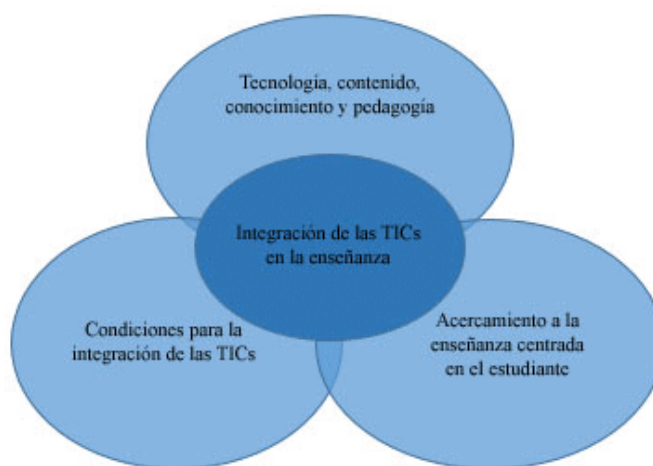 Tecnología, contenido,
conocimiento y pedagogía
Integración de las TICs
en la enseñanza
Condiciones para la
integración de las TICs
Acercamiento a la
enseñanza centrada
en el estudiante